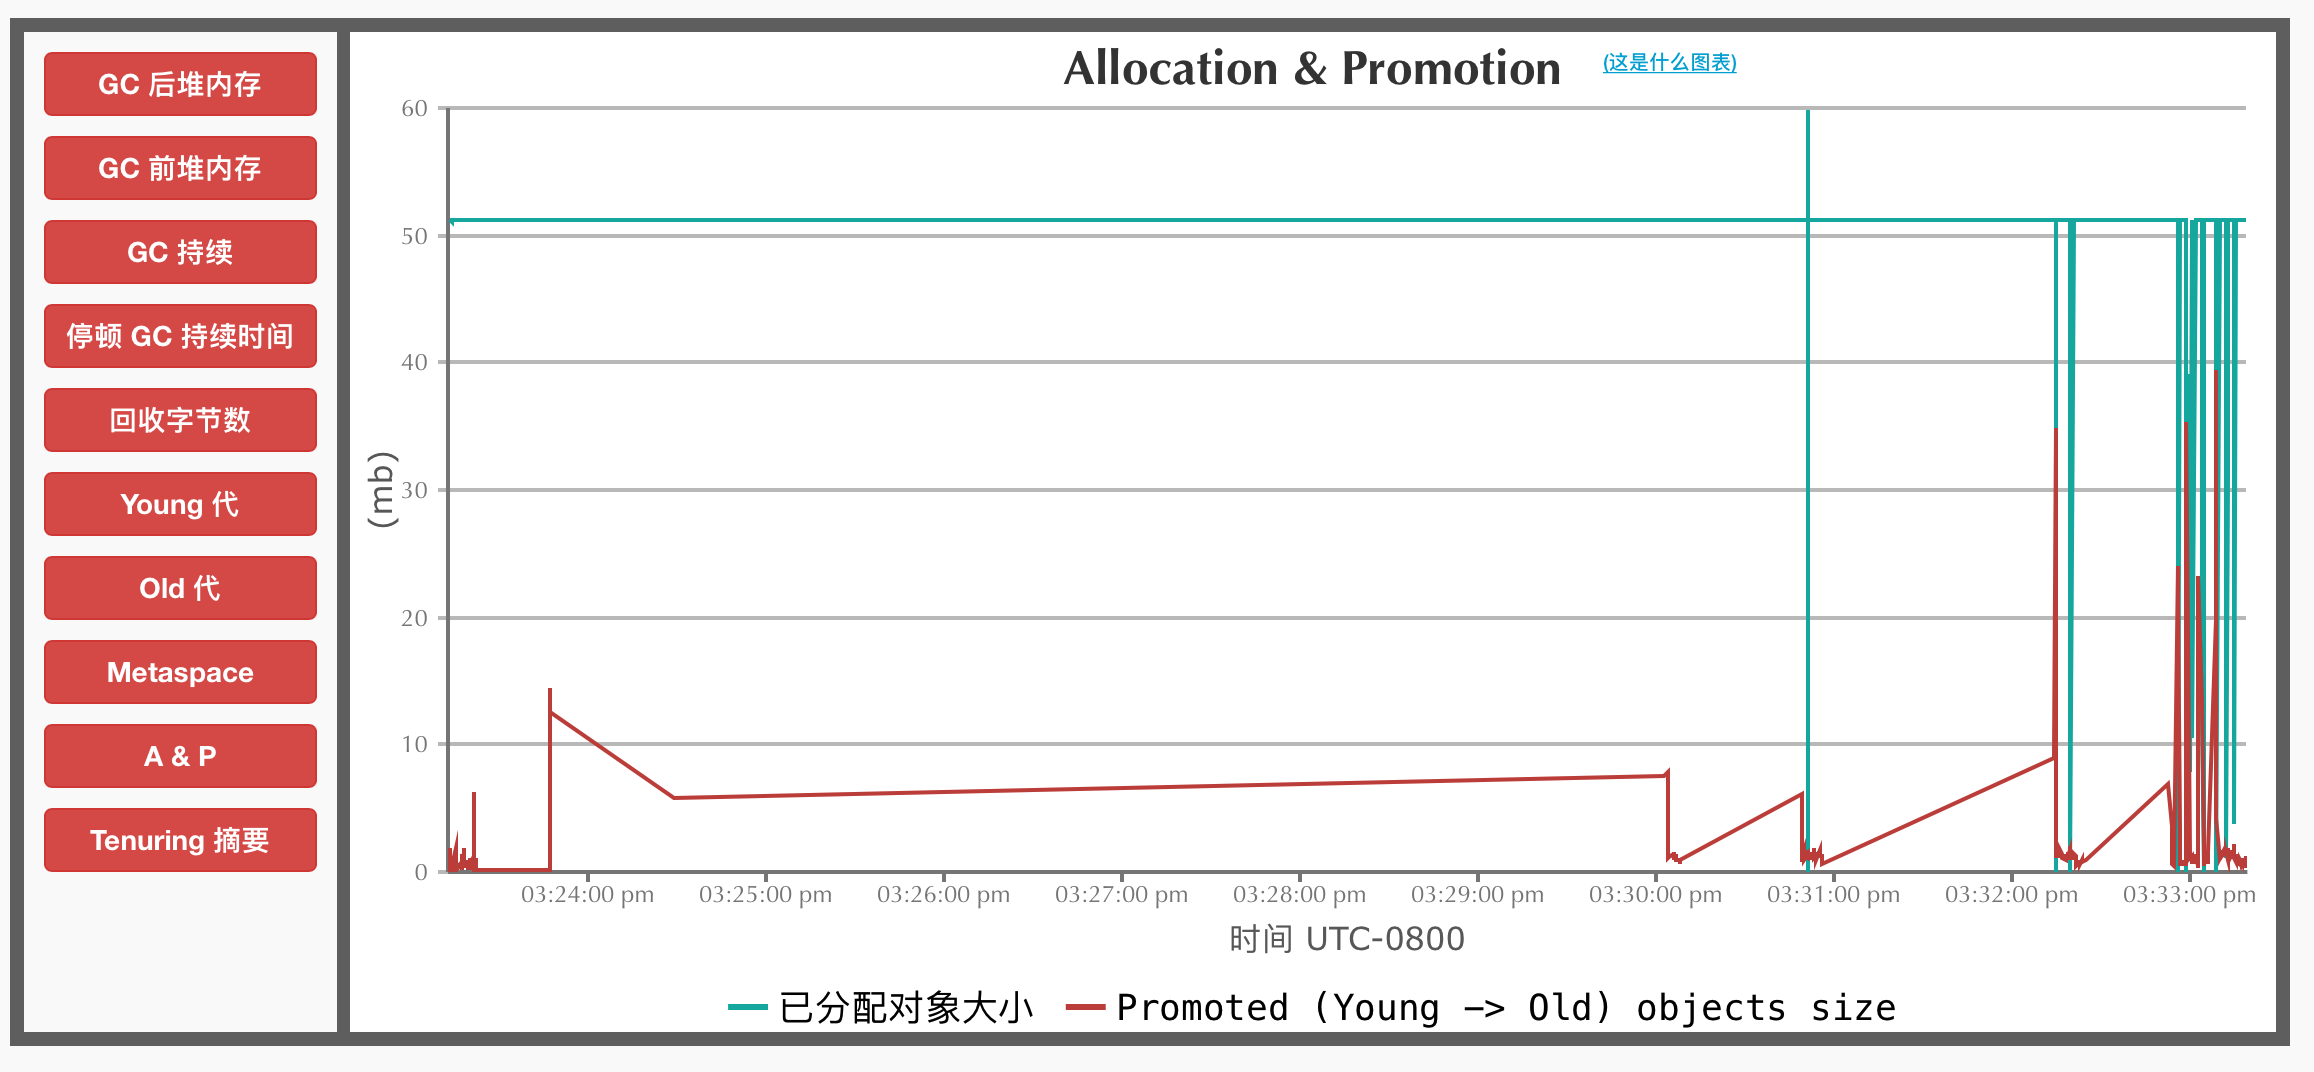 GC 后堆内存
GC 前堆内存
GC 持续
停顿 GC 持续时间
回收字节数
Young 代
Old 代
Metaspace
A & P
Tenuring 摘要
Allocation & Promotion
(这是什么图表)
60
50
40
30
20
10
0
(mb)
03:24:00 pm 03:25:00 pm 03:26:00 pm 03:27:00 pm 03:28:00 pm 03:29:00 pm 03:30:00 pm 03:31:00 pm 03:32:00 pm 03:33:00 pm
时间 UTC-0800
已分配对象大小 Promoted (Young –> Old) objects size